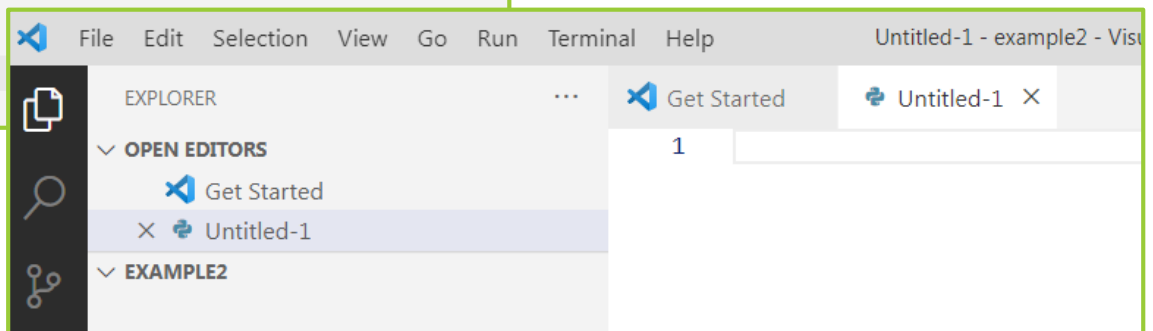 File Edit Selection View Go Run Terminal Help Untitled-1 - example2 - Visu
EXPLORER ... Get Started Untitled-1 ×
OPEN EDITORS 1
Get Started
× Untitled-1
EXAMPLE2